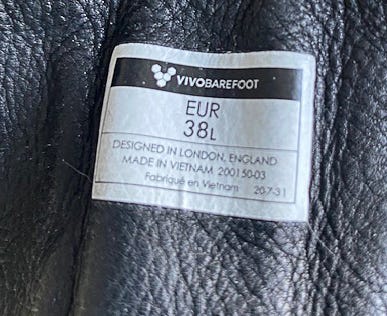 VIVOBAREFOOT
EUR
38L
DESIGNED IN LONDON, ENGLAND
MADE IN VIETNAM 200150-03
Fabriqué en Vietnam 20-7-31